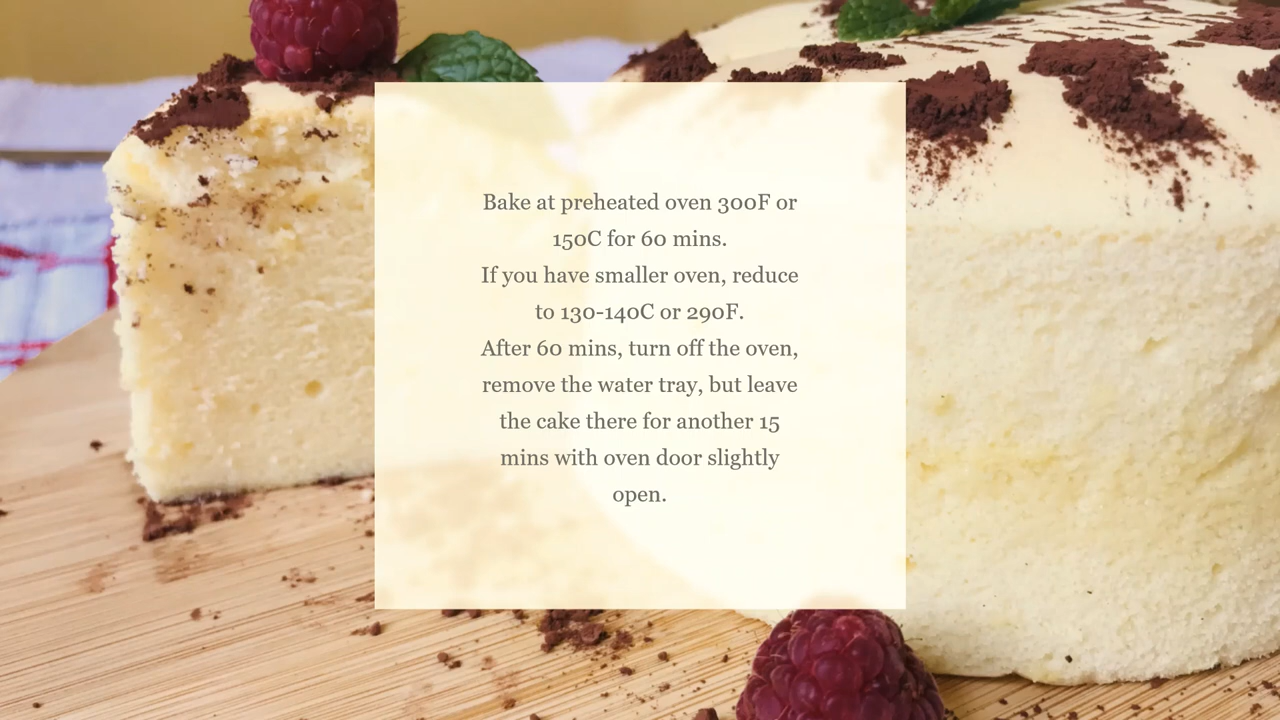 Bake at preheated oven 300F or
150C for 60 mins.
If you have smaller oven, reduce
to 130-140C or 290F.
After 60 mins, turn off the oven,
remove the water tray, but leave
the cake there for another 15
mins with oven door slightly
open.